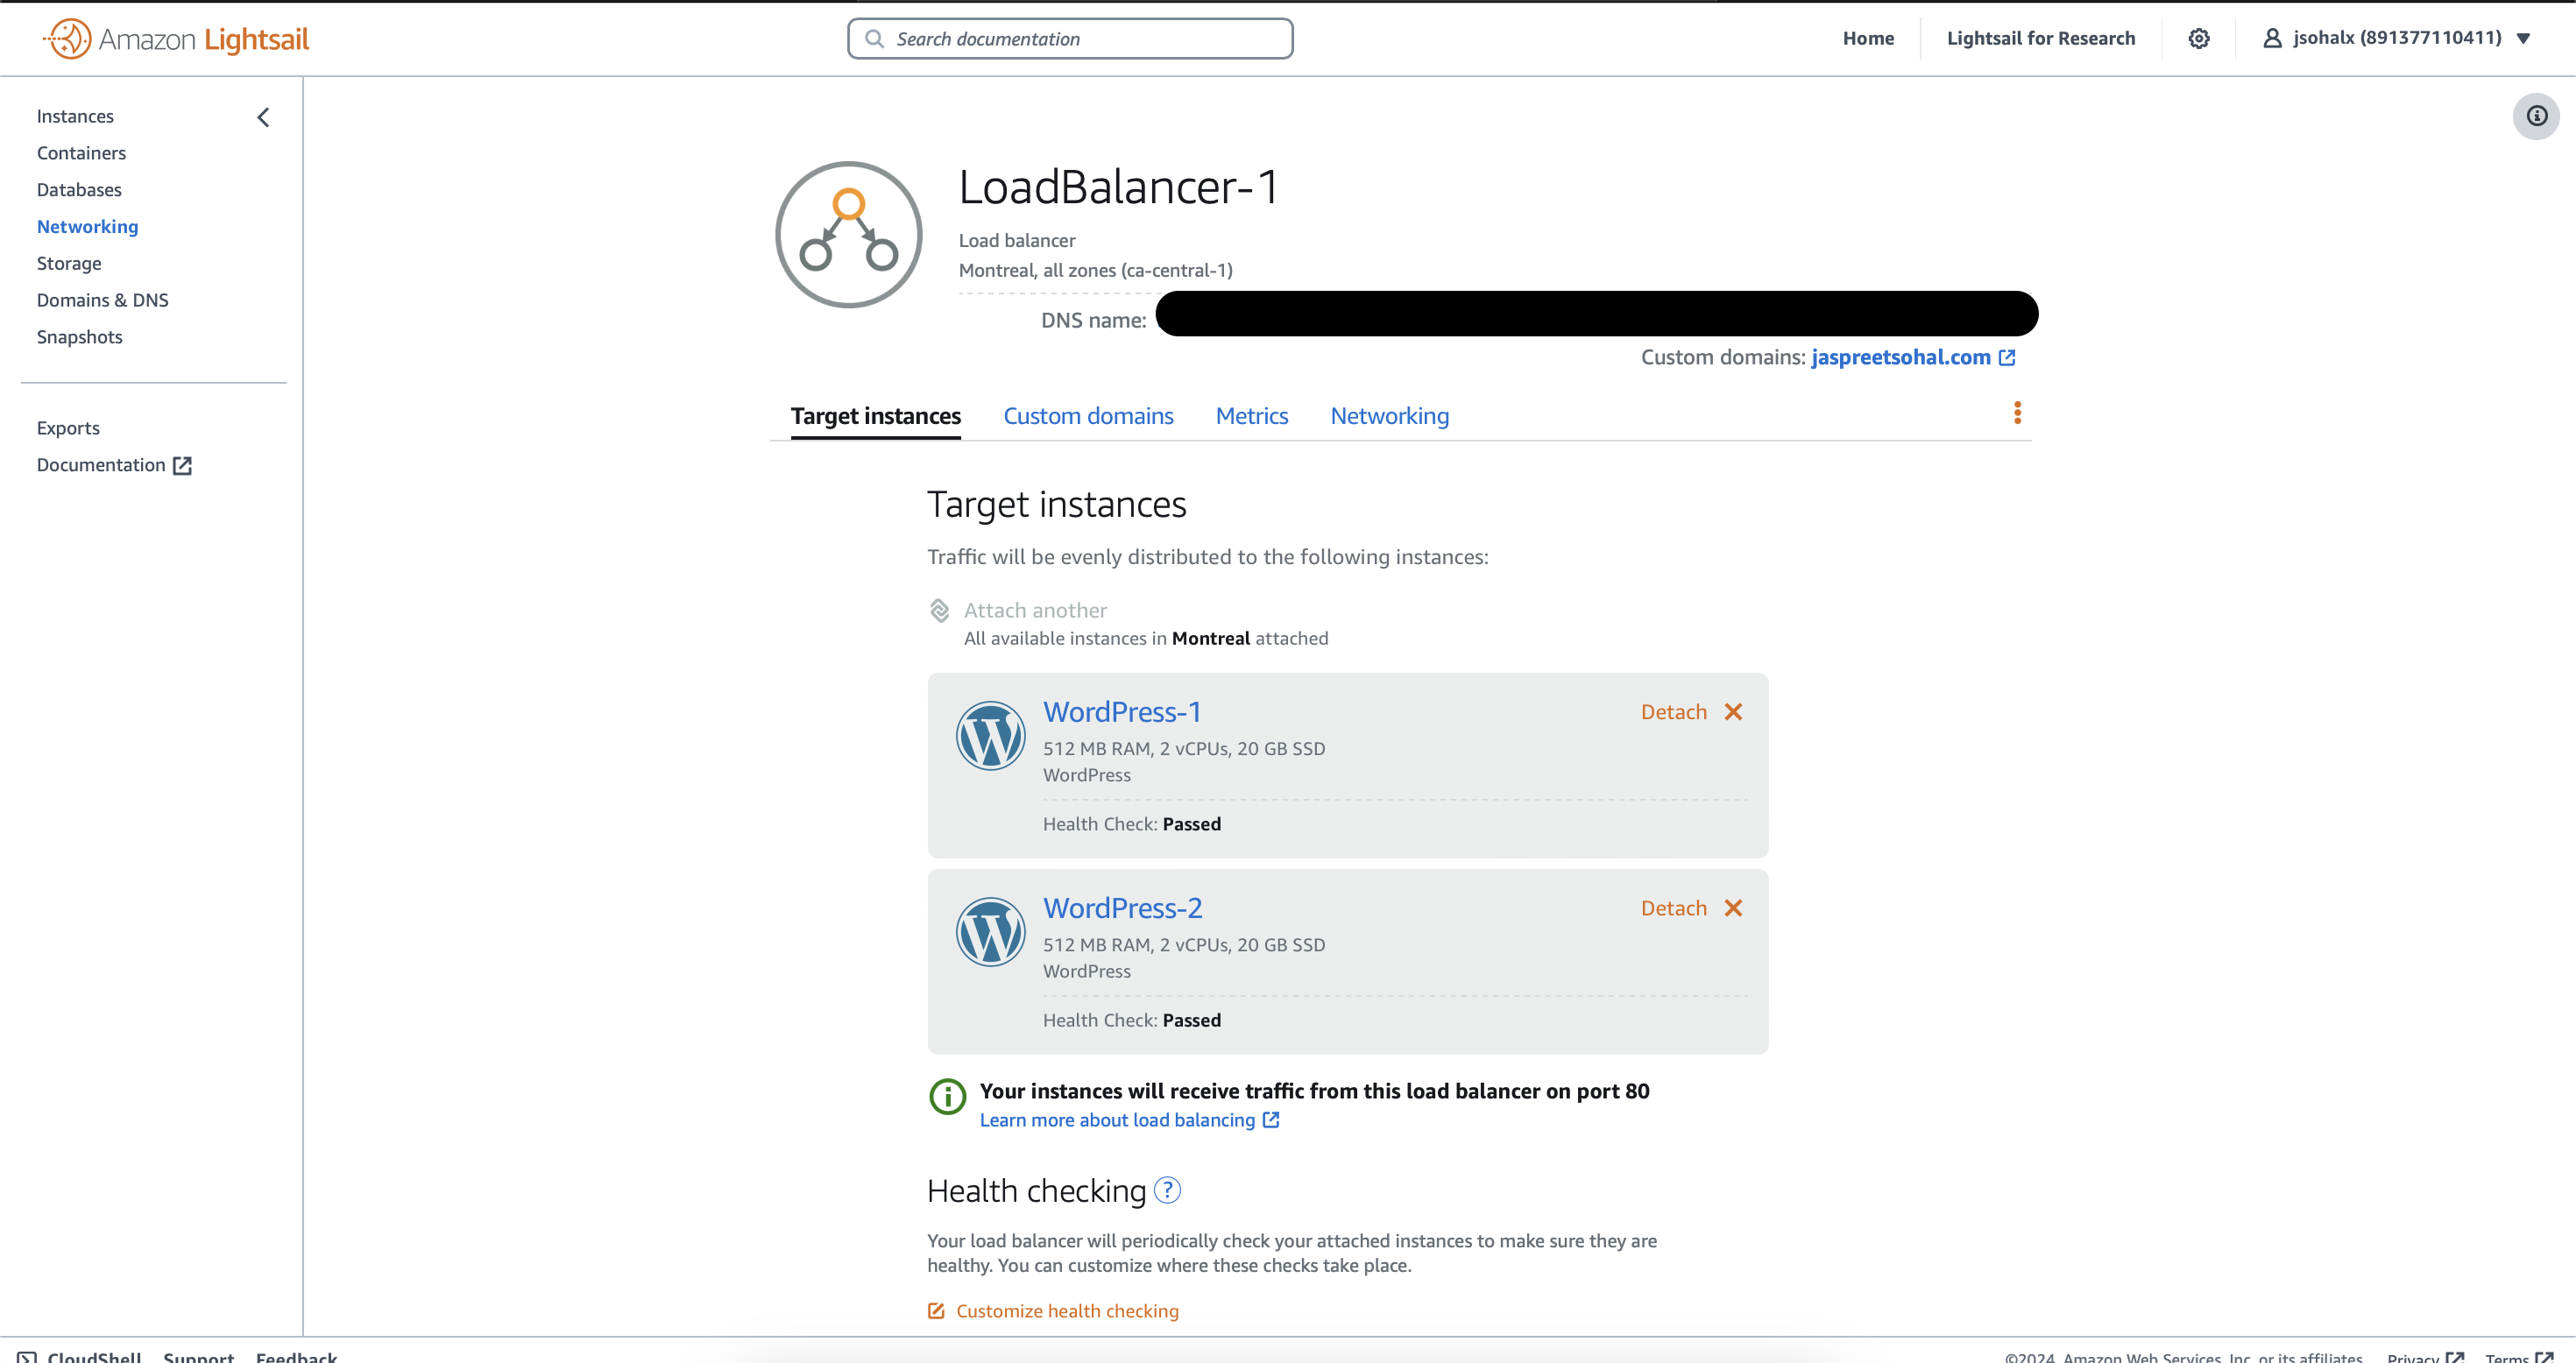 Amazon Lightsail
Search documentation
Home
Lightsail for Research
jsohalx (891377110411)
Instances
Containers
Databases
Networking
Storage
Domains & DNS
Snapshots
Exports
Documentation
LoadBalancer-1
Load balancer
Montreal, all zones (ca-central-1)
DNS name:
Custom domains: jaspreetsohal.com
Target instances
Custom domains
Metrics
Networking
Target instances
Traffic will be evenly distributed to the following instances:
Attach another
All available instances in Montreal attached
WordPress-1
Detach
512 MB RAM, 2 vCPUs, 20 GB SSD
WordPress
Health Check: Passed
WordPress-2
Detach
512 MB RAM, 2 vCPUs, 20 GB SSD
WordPress
Health Check: Passed
Your instances will receive traffic from this load balancer on port 80
Learn more about load balancing
Health checking
Your load balancer will periodically check your attached instances to make sure they are
healthy. You can customize where these checks take place.
Customize health checking
CloudShell
Support
Feedback
©2024, Amazon Web Services, Inc. or its affiliates.
Privacy
Terms